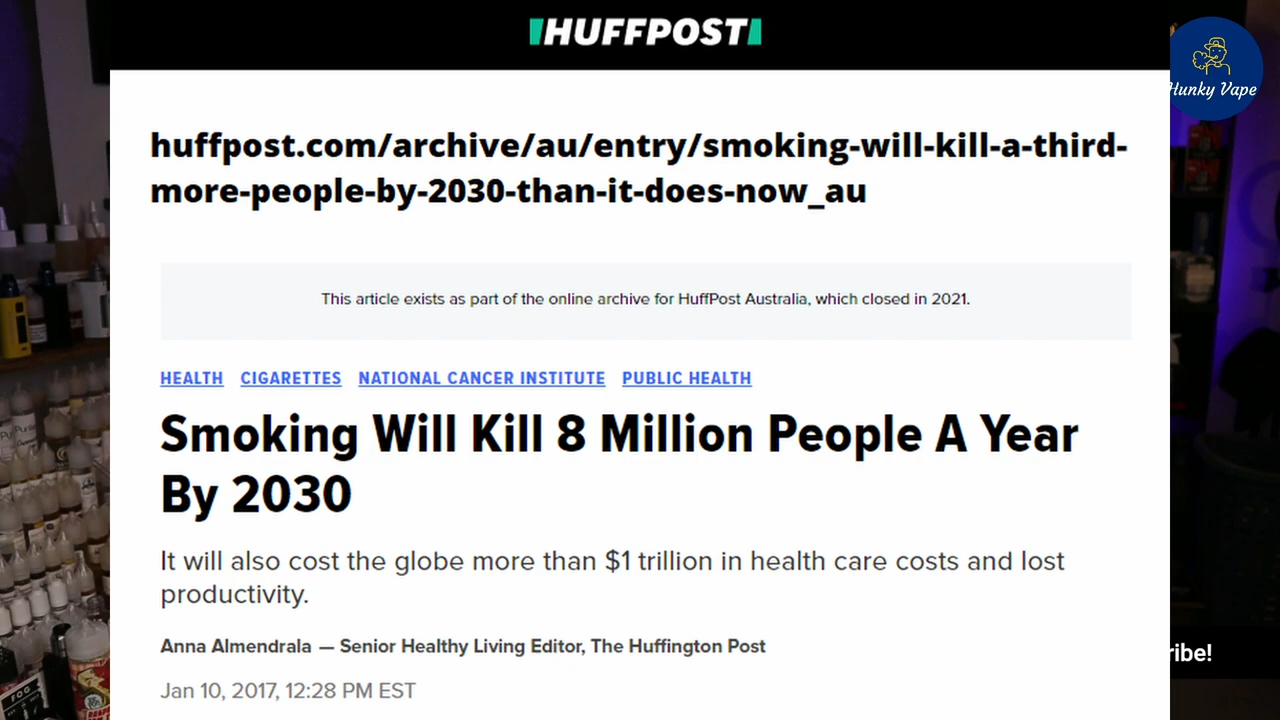 HUFFPOST
Hunky Vape
huffpost.com/archive/au/entry/smoking-will-kill-a-third-
more-people-by-2030-than-it-does-now_au
This article exists as part of the online archive for HuffPost Australia, which closed in 2021.
HEALTH CIGARETTES NATIONAL CANCER INSTITUTE PUBLIC HEALTH
Smoking Will Kill 8 Million People A Year
By 2030
It will also cost the globe more than $1 trillion in health care costs and lost
productivity.
Anna Almendrala — Senior Healthy Living Editor, The Huffington Post
ribe!
Jan 10, 2017, 12:28 PM EST
FOG